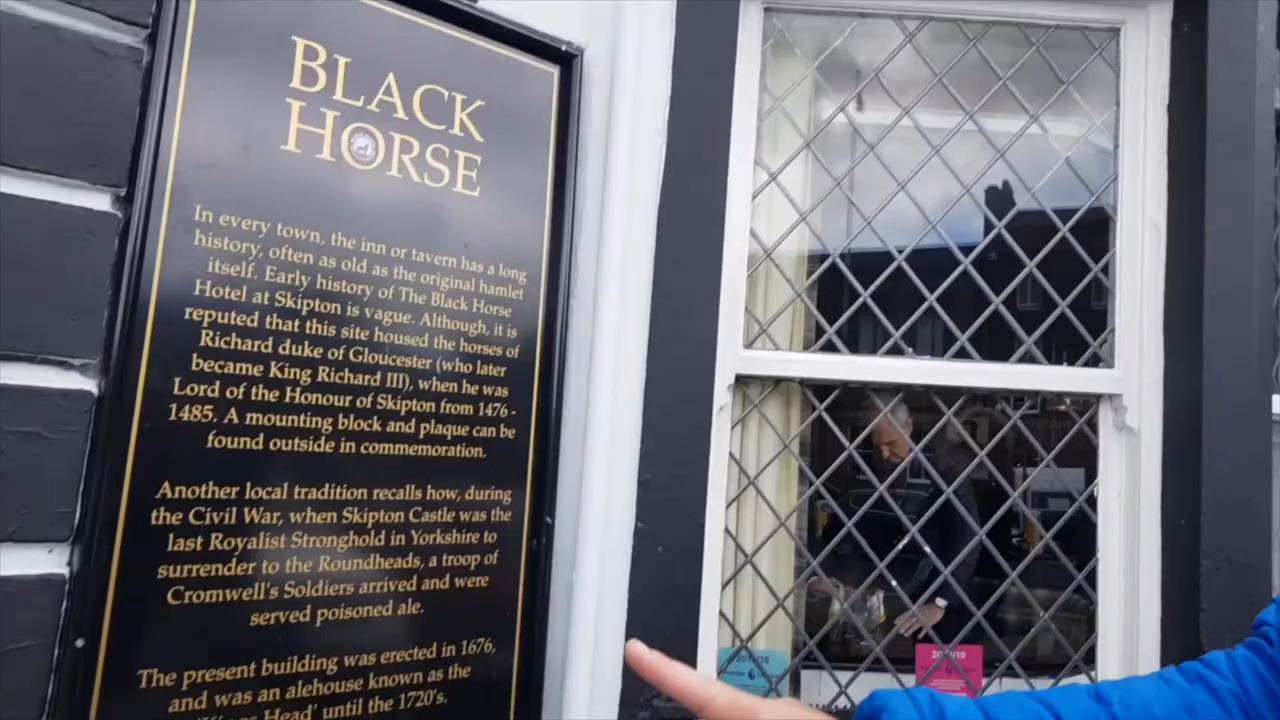 BLACK
HORSE
In every town, the inn or tavern has a long
history, often as old as the original hamlet
itself. Early history of The Black Horse
Hotel at Skipton is vague. Although, it is
reputed that this site housed the horses of
Richard duke of Gloucester (who later
became King Richard III), when he was
Lord of the Honour of Skipton from 1476 -
1485. A mounting block and plaque can be
found outside in commemoration.
Another local tradition recalls how, during
the Civil War, when Skipton Castle was the
last Royalist Stronghold in Yorkshire to
surrender to the Roundheads, a troop of
Cromwell's Soldiers arrived and were
served poisoned ale.
The present building was erected in 1676,
and was an alehouse known as the
Head' until the 1720's.